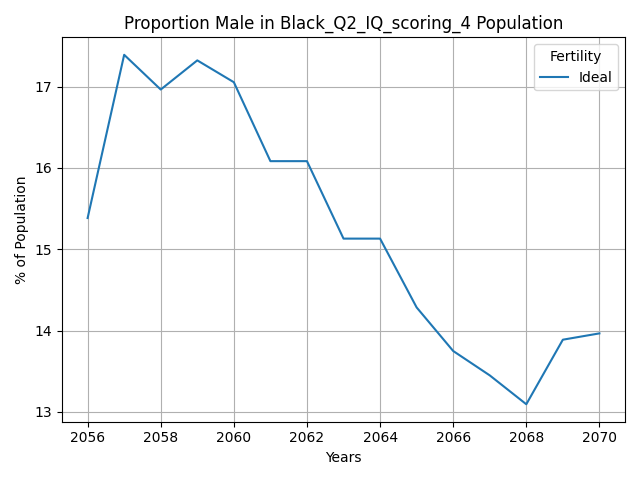 Proportion Male in Black_Q2_IQ_scoring_4 Population
Fertility
Ideal
17
16
15
14
13
% of Population
2056 2058 2060 2062 2064 2066 2068 2070
Years